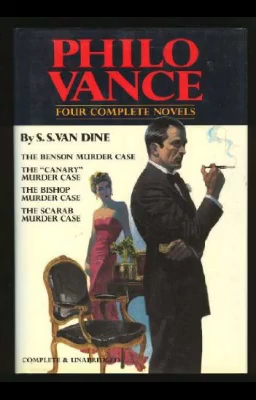 PHILO
VANCE
FOUR COMPLETE NOVELS
By S. S. VAN DINE
THE BENSON MURDER CASE
THE "CANARY"
MURDER CASE
THE BISHOP
MURDER CASE
THE SCARAB
MURDER CASE
COMPLETE & UNABRIDGED